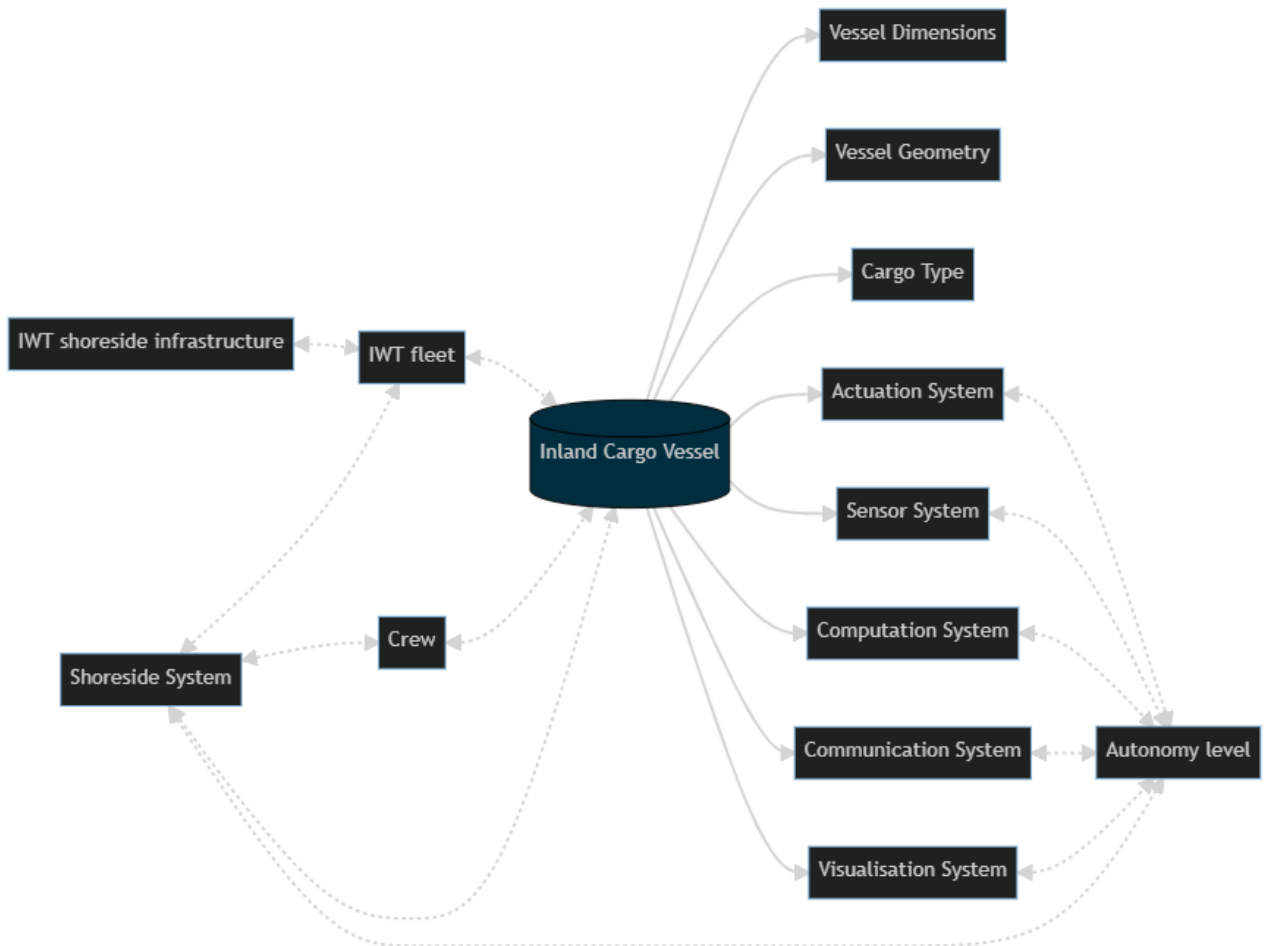 Vessel Dimensions
Vessel Geometry
Cargo Type
IWT shoreside infrastructure
IWT fleet
Actuation System
Inland Cargo Vessel
Sensor System
Crew
Computation System
Shoreside System
Communication System
Autonomy level
Visualisation System